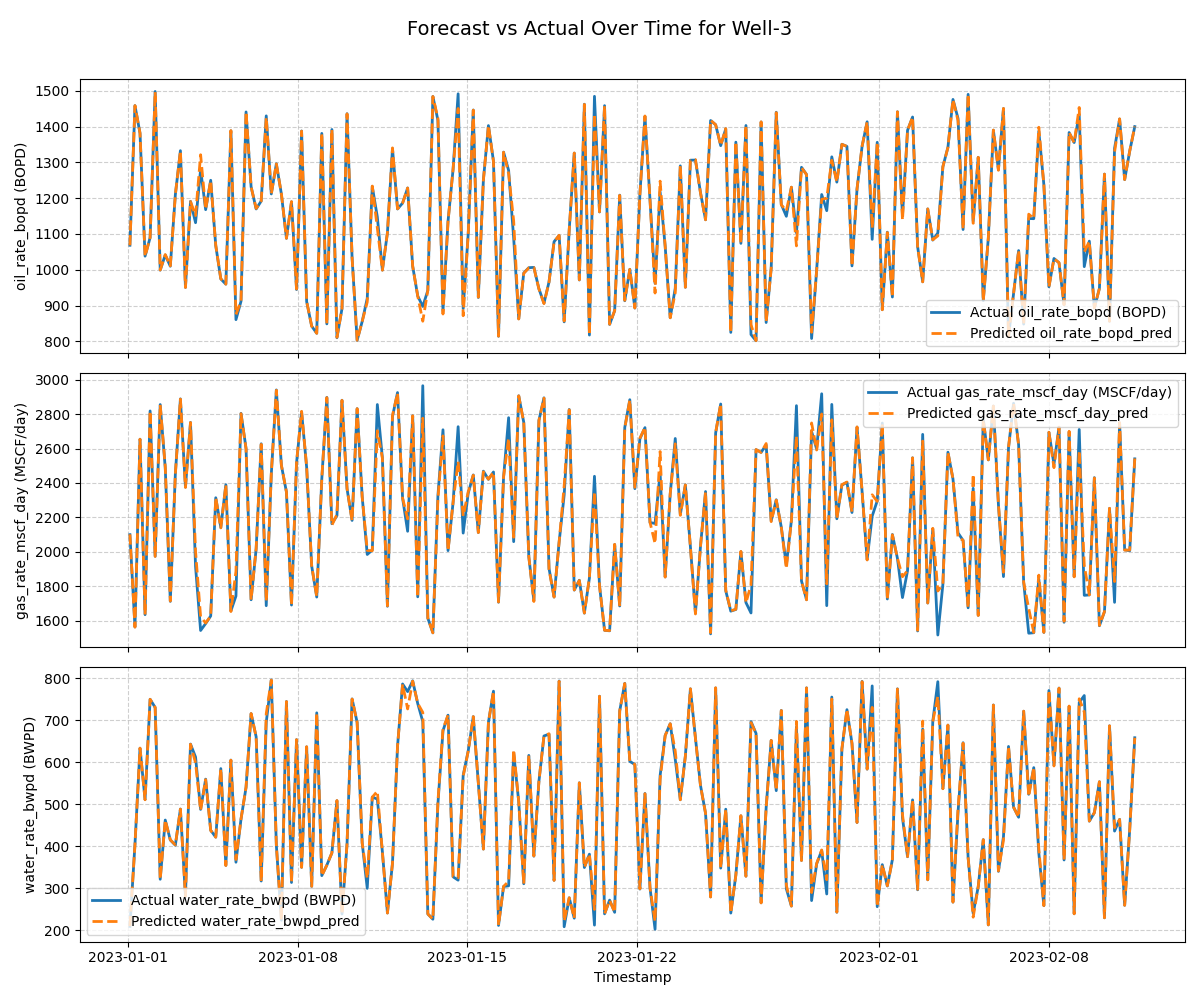 Forecast vs Actual Over Time for Well-3
oil_rate_bopd (BOPD)
1500
1400
1300
1200
1100
1000
900
800
Actual oil_rate_bopd (BOPD)
Predicted oil_rate_bopd_pred
gas_rate_mscf_day (MSCF/day)
3000
2800
2600
2400
2200
2000
1800
1600
Actual gas_rate_mscf_day (MSCF/day)
Predicted gas_rate_mscf_day_pred
water_rate_bwpd (BWPD)
800
700
600
500
400
300
200
Actual water_rate_bwpd (BWPD)
Predicted water_rate_bwpd_pred
2023-01-01 2023-01-08 2023-01-15 2023-01-22 2023-02-01 2023-02-08
Timestamp